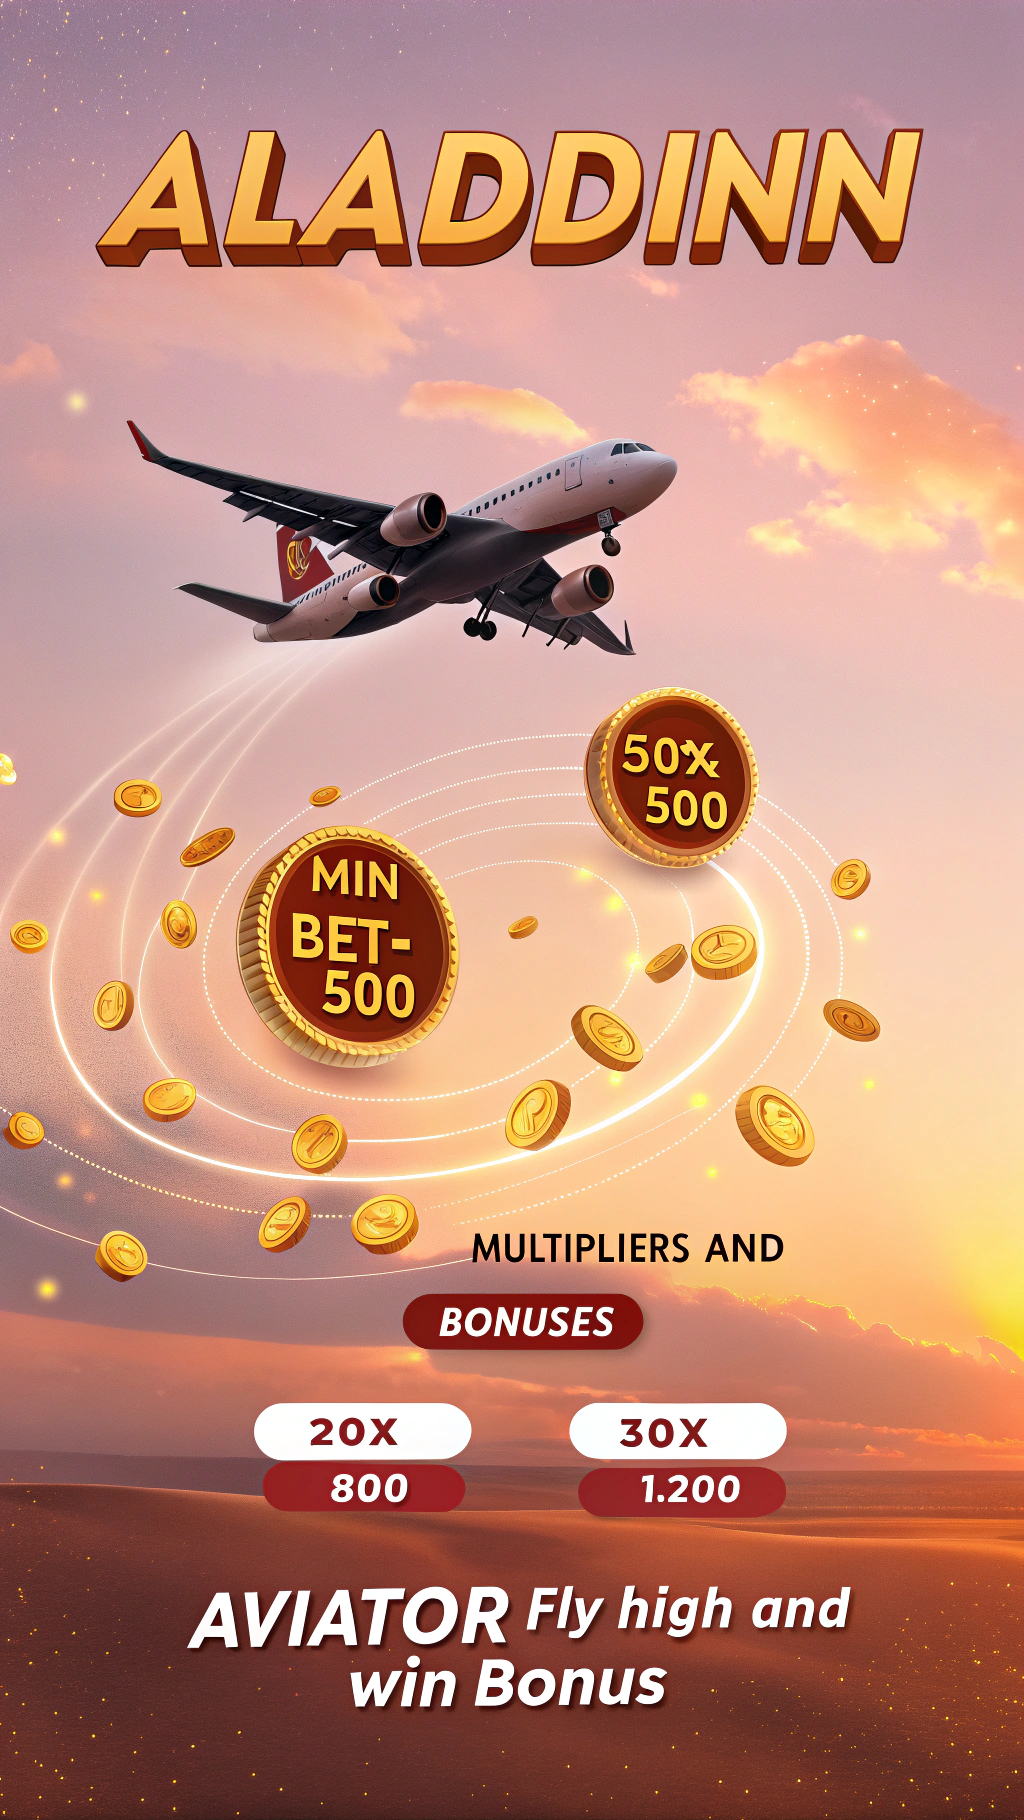 ALADDINN
50X
500
MIN
BET-
500
MULTIPLIERS AND
BONUSES
20X
30X
800
1.200
AVIATOR Fly high and
win Bonus